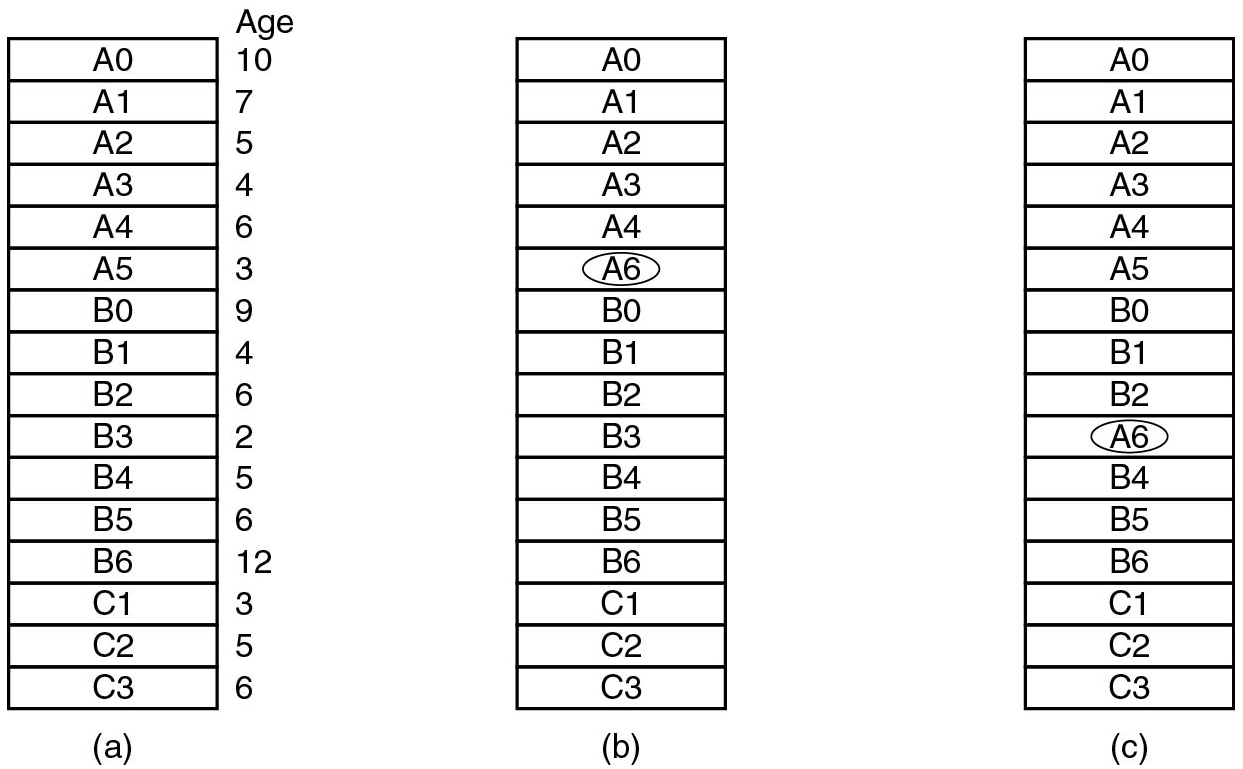 Age
A0 10 A0 A0
A1 7 A1 A1
A2 5 A2 A2
A3 4 A3 A3
A4 6 A4 A4
A5 3 A6 A5
B0 9 B0 B0
B1 4 B1 B1
B2 6 B2 B2
B3 2 B3 A6
B4 5 B4 B4
B5 6 B5 B5
B6 12 B6 B6
C1 3 C1 C1
C2 5 C2 C2
C3 6 C3 C3
(a) (b) (c)